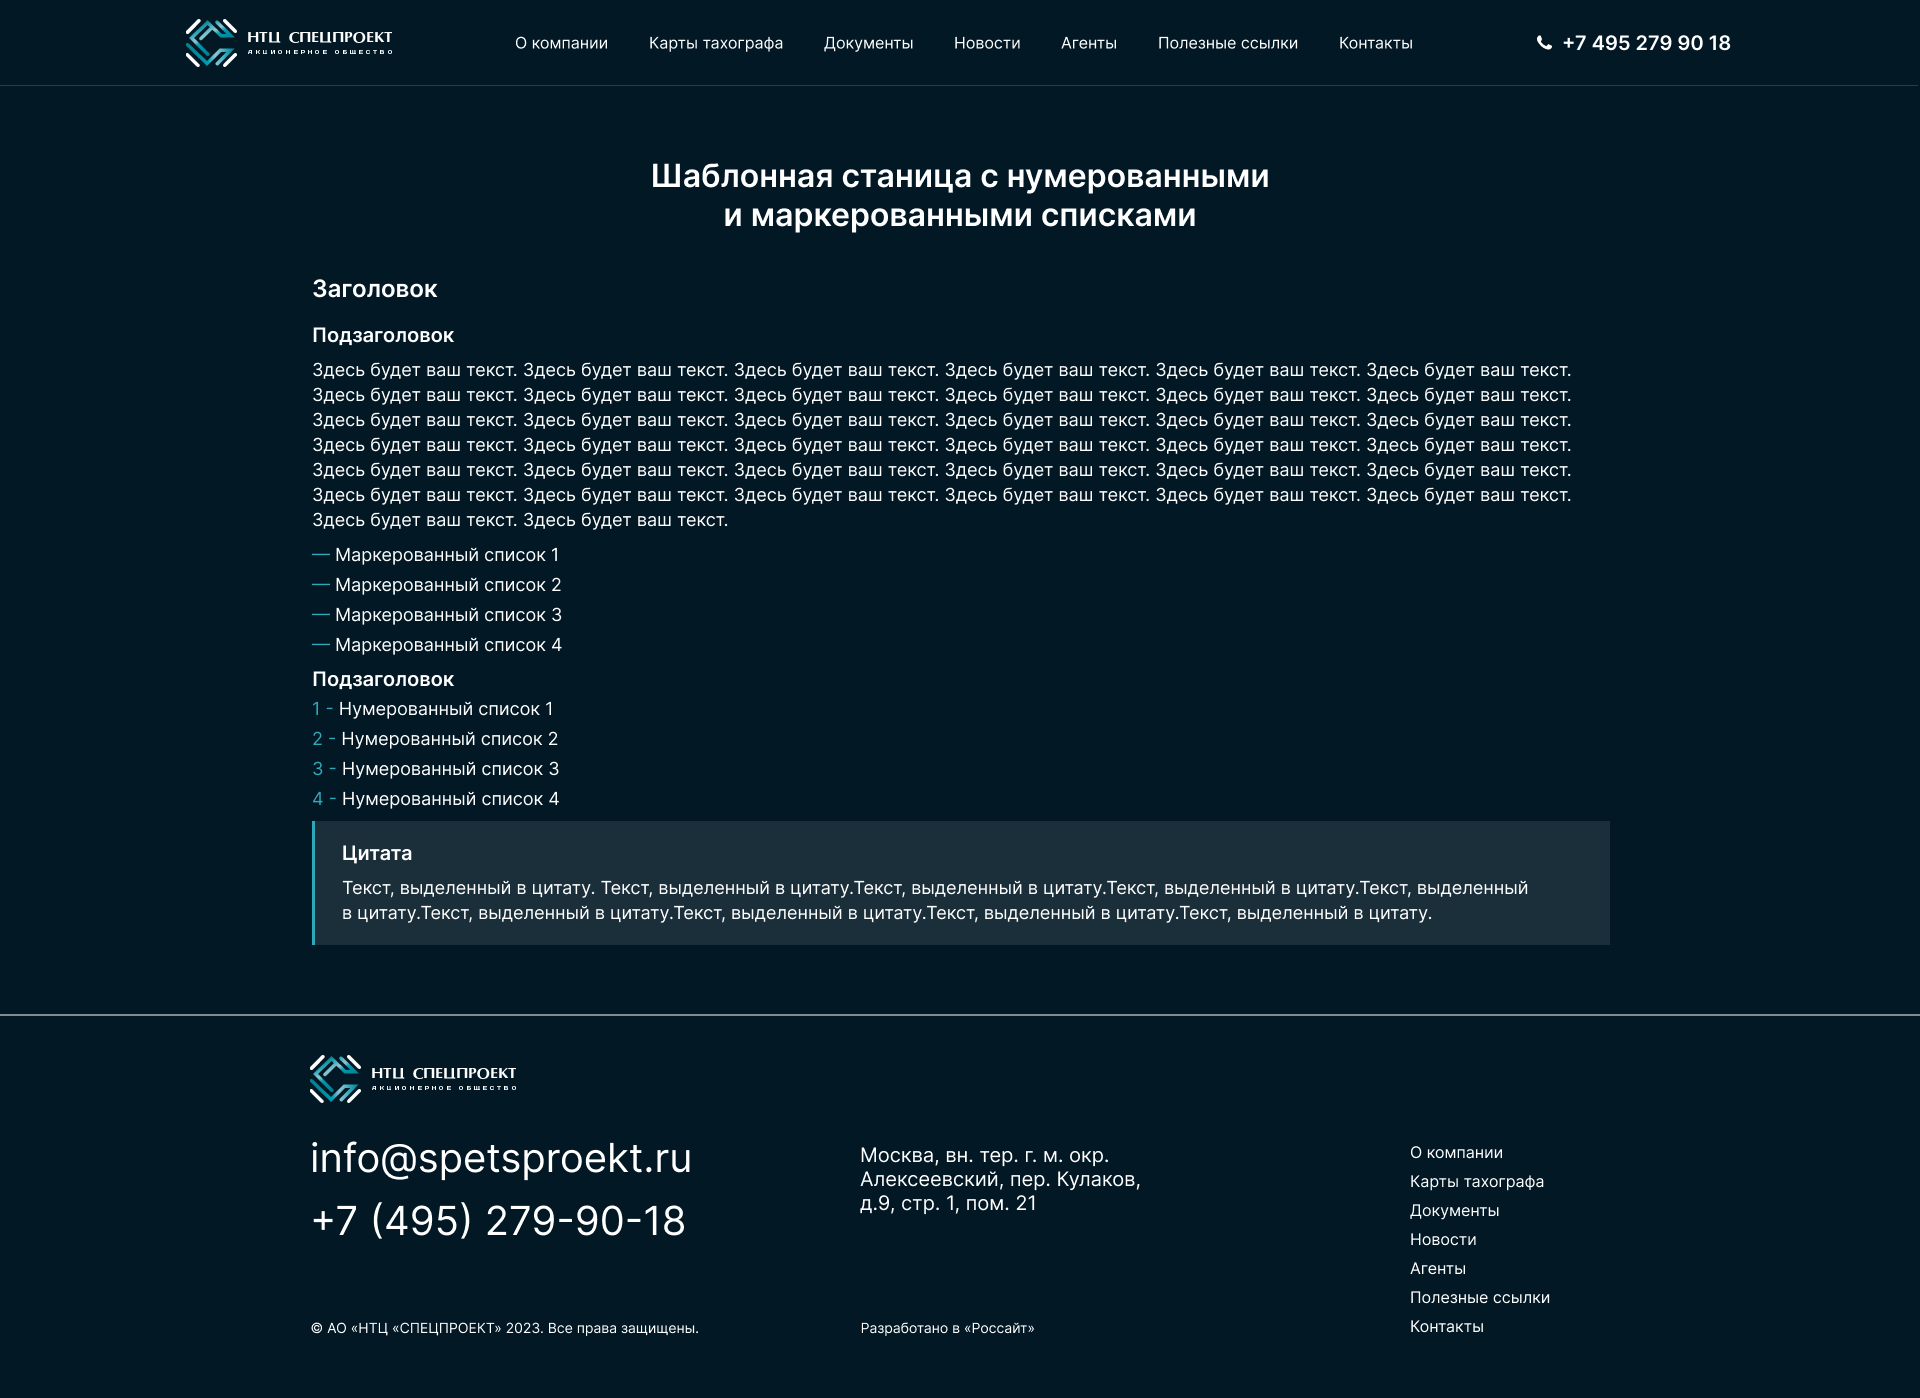 НТЦ СПЕЦПРОЕКТ
АКЦИОНЕРНОЕ ОБЩЕСТВО
О компании Карты тахографа Документы Новости Агенты Полезные ссылки Контакты
+7 495 279 90 18
Шаблонная станица с нумерованными
и маркерованными списками
Заголовок
Подзаголовок
Здесь будет ваш текст. Здесь будет ваш текст. Здесь будет ваш текст. Здесь будет ваш текст. Здесь будет ваш текст. Здесь будет ваш текст.
Здесь будет ваш текст. Здесь будет ваш текст. Здесь будет ваш текст. Здесь будет ваш текст. Здесь будет ваш текст. Здесь будет ваш текст.
Здесь будет ваш текст. Здесь будет ваш текст. Здесь будет ваш текст. Здесь будет ваш текст. Здесь будет ваш текст. Здесь будет ваш текст.
Здесь будет ваш текст. Здесь будет ваш текст. Здесь будет ваш текст. Здесь будет ваш текст. Здесь будет ваш текст. Здесь будет ваш текст.
Здесь будет ваш текст. Здесь будет ваш текст. Здесь будет ваш текст. Здесь будет ваш текст. Здесь будет ваш текст. Здесь будет ваш текст.
Здесь будет ваш текст. Здесь будет ваш текст. Здесь будет ваш текст. Здесь будет ваш текст. Здесь будет ваш текст. Здесь будет ваш текст.
Здесь будет ваш текст. Здесь будет ваш текст.
— Маркерованный список 1
— Маркерованный список 2
— Маркерованный список 3
— Маркерованный список 4
Подзаголовок
1 - Нумерованный список 1
2 - Нумерованный список 2
3 - Нумерованный список 3
4 - Нумерованный список 4
Цитата
Текст, выделенный в цитату. Текст, выделенный в цитату.Текст, выделенный в цитату.Текст, выделенный в цитату.Текст, выделенный
в цитату.Текст, выделенный в цитату.Текст, выделенный в цитату.Текст, выделенный в цитату.Текст, выделенный в цитату.
НТЦ СПЕЦПРОЕКТ
АКЦИОНЕРНОЕ ОБЩЕСТВО
info@spetsproekt.ru
+7 (495) 279-90-18
Москва, вн. тер. г. м. окр.
Алексеевский, пер. Кулаков,
д.9, стр. 1, пом. 21
О компании
Карты тахографа
Документы
Новости
Агенты
Полезные ссылки
Контакты
© АО «НТЦ «СПЕЦПРОЕКТ» 2023. Все права защищены.
Разработано в «Россайт»